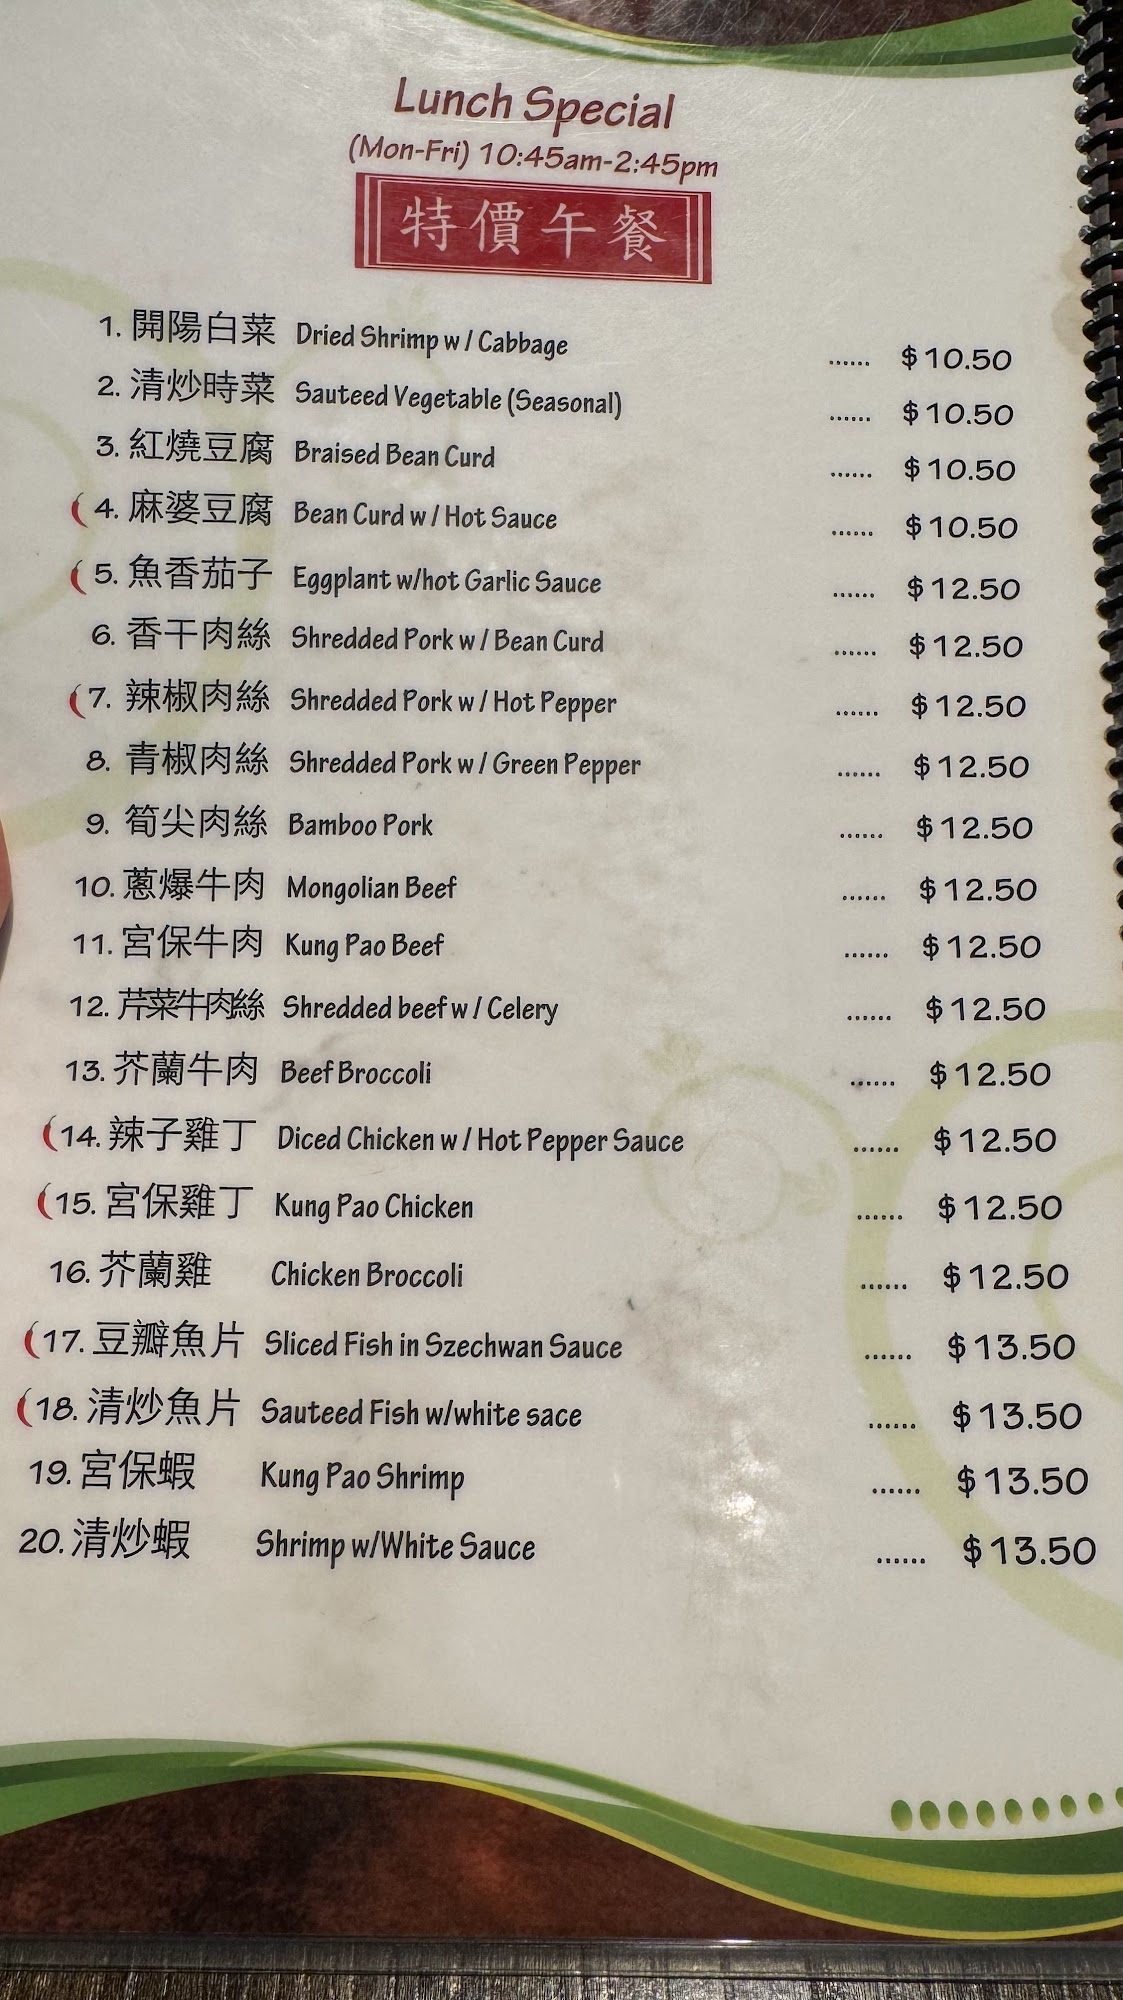 Lunch Special
(Mon-Fri) 10:45am-2:45pm
特價午餐
1. 開陽白菜 Dried Shrimp w / Cabbage ...... $10.50
2. 清炒時菜 Sauteed Vegetable (Seasonal) ...... $10.50
3. 紅燒豆腐 Braised Bean Curd ...... $10.50
4. 麻婆豆腐 Bean Curd w / Hot Sauce ...... $10.50
5. 魚香茄子 Eggplant w/hot Garlic Sauce ...... $12.50
6. 香干肉絲 Shredded Pork w / Bean Curd ...... $12.50
7. 辣椒肉絲 Shredded Pork w / Hot Pepper ...... $12.50
8. 青椒肉絲 Shredded Pork w / Green Pepper ...... $12.50
9. 筍尖肉絲 Bamboo Pork ...... $12.50
10. 蔥爆牛肉 Mongolian Beef ...... $12.50
11. 宮保牛肉 Kung Pao Beef ...... $12.50
12. 芹菜牛肉絲 Shredded beef w / Celery ...... $12.50
13. 芥蘭牛肉 Beef Broccoli ...... $12.50
14. 辣子雞丁 Diced Chicken w / Hot Pepper Sauce ...... $12.50
15. 宮保雞丁 Kung Pao Chicken ...... $12.50
16. 芥蘭雞 Chicken Broccoli ...... $12.50
17. 豆瓣魚片 Sliced Fish in Szechwan Sauce ...... $13.50
18. 清炒魚片 Sauteed Fish w/white sace ...... $13.50
19. 宮保蝦 Kung Pao Shrimp ...... $13.50
20. 清炒蝦 Shrimp w/White Sauce ...... $13.50